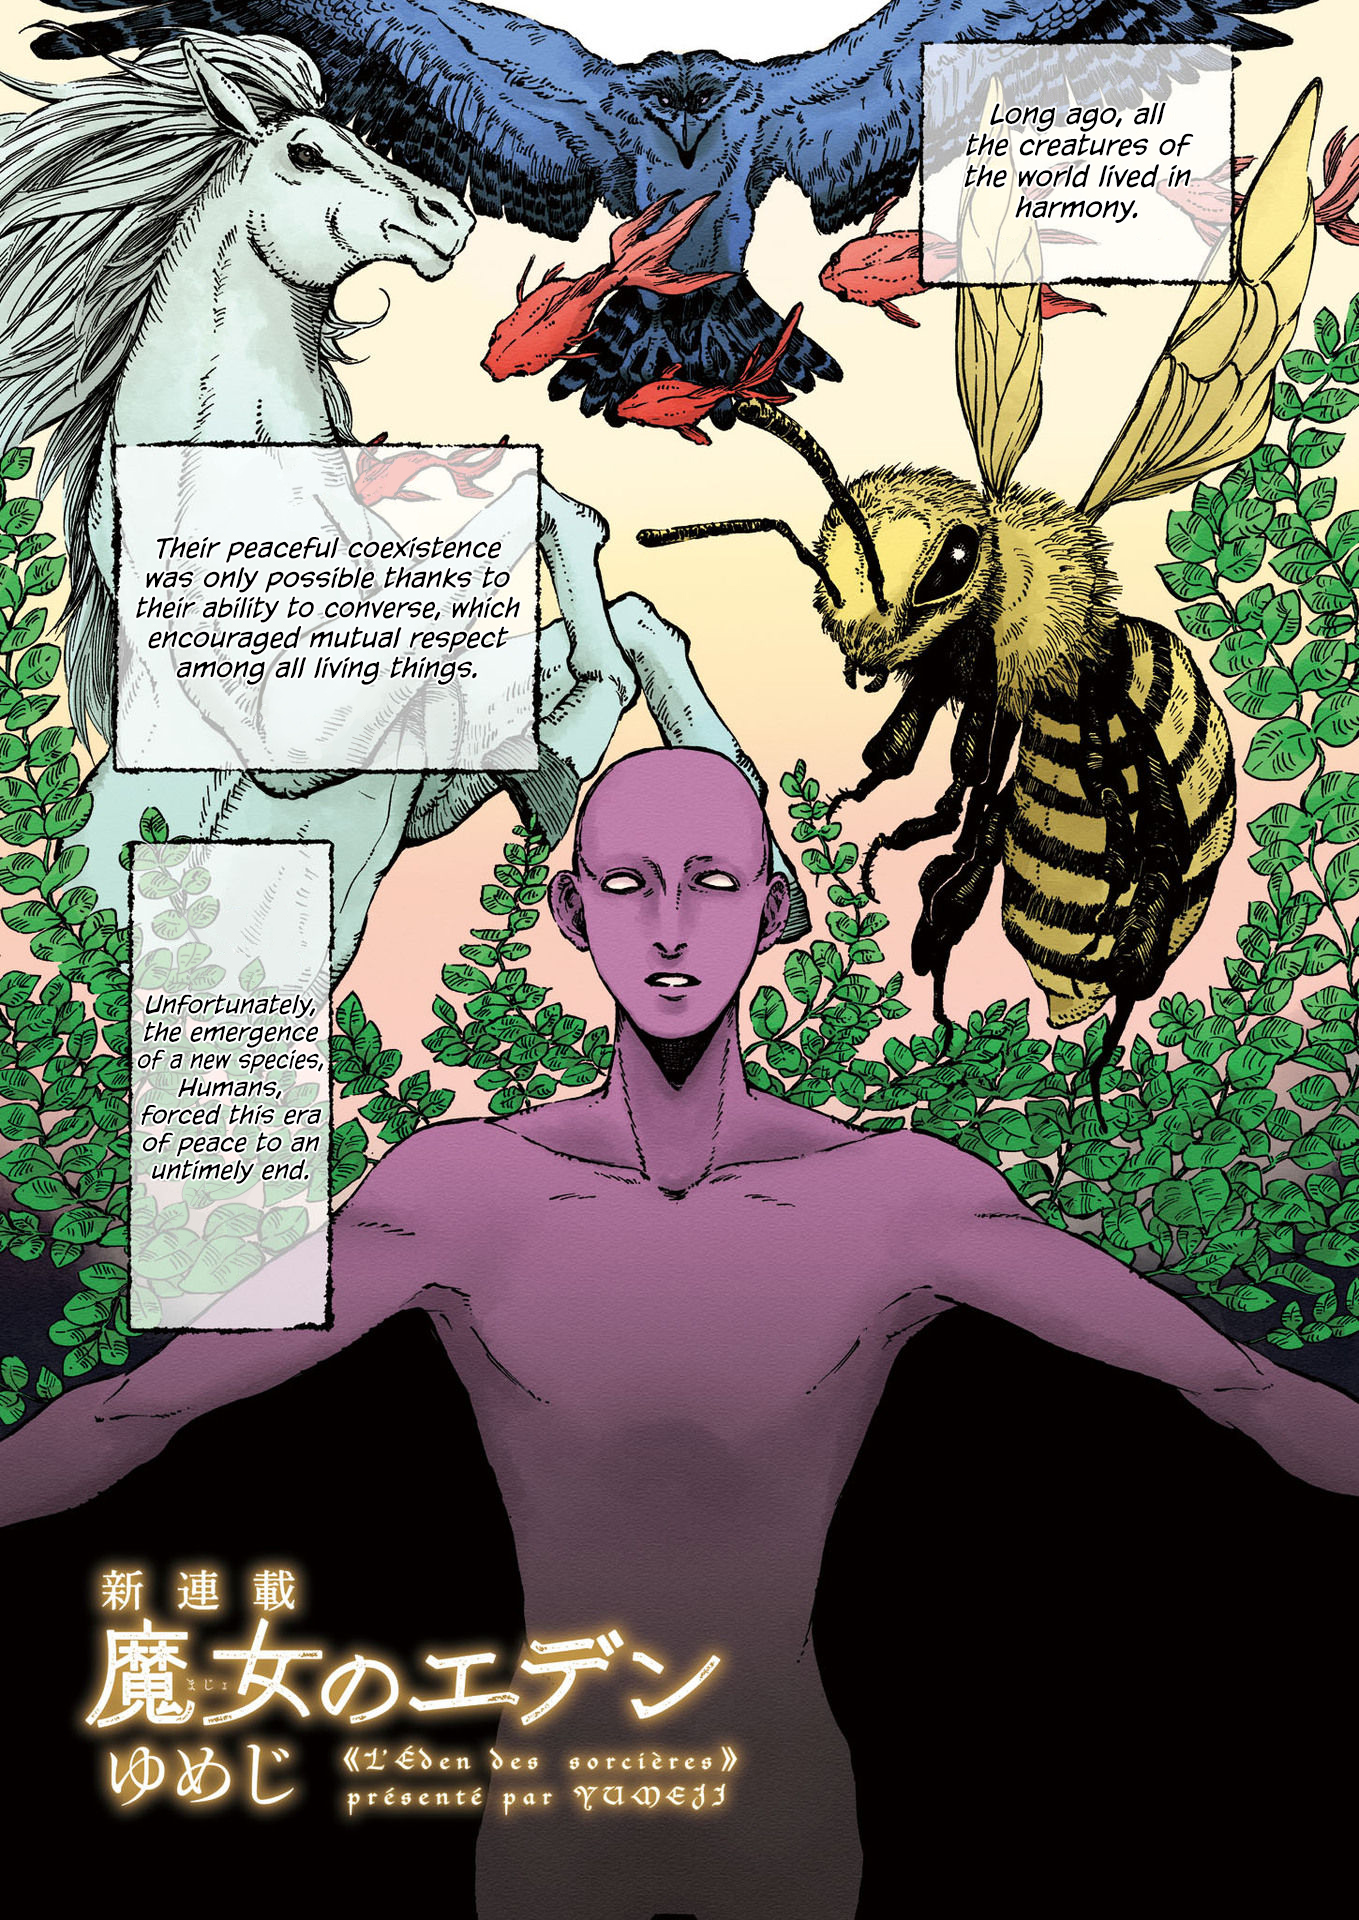 Long ago, all
the creatures of
the world lived in
harmony.
Their peaceful coexistence
was only possible thanks to
their ability to converse, which
encouraged mutual respect
among all living things.
Unfortunately,
the emergence
of a new species,
Humans,
forced this era
of peace to an
untimely end.
新連載
魔女のエデン
まじょ
ゆめじ
《L'Éden des sorcières》
présenté par YUMEJI